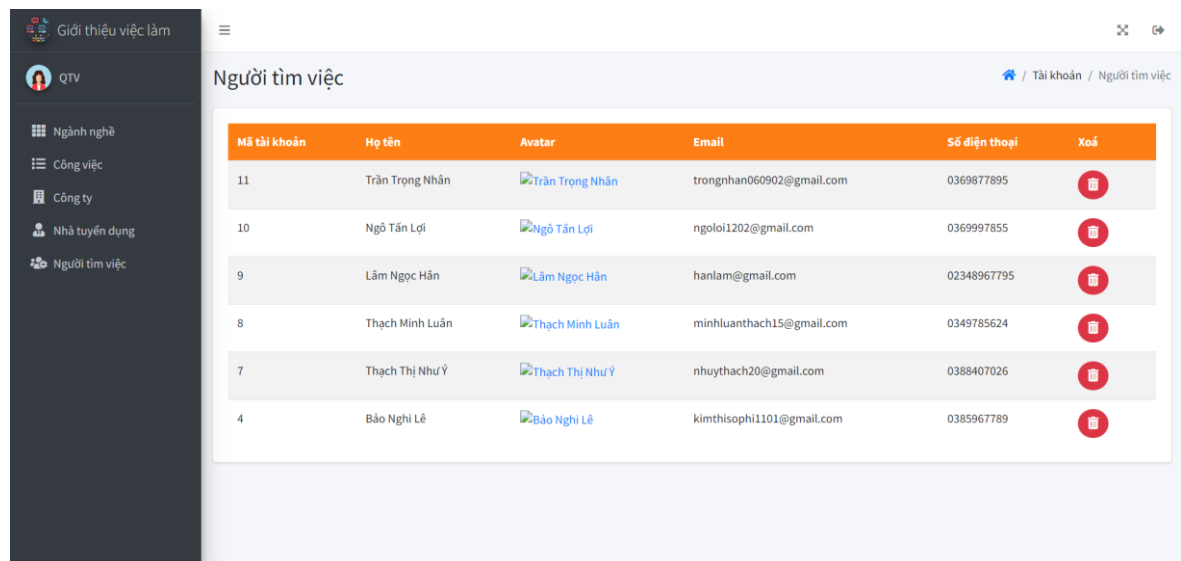 Giới thiệu việc làm
QTV
Người tìm việc
/ Tài khoản / Người tìm việc
Ngành nghề
Công việc
Công ty
Nhà tuyển dụng
Người tìm việc
Mã tài khoản Họ tên Avatar Email Số điện thoại Xoá
11 Trần Trọng Nhân Trần Trọng Nhân trongnhan060902@gmail.com 0369877895
10 Ngô Tấn Lợi Ngô Tấn Lợi ngoloi1202@gmail.com 0369997855
9 Lâm Ngọc Hân Lâm Ngọc Hân hanlam@gmail.com 02348967795
8 Thạch Minh Luân Thạch Minh Luân minhluanthach15@gmail.com 0349785624
7 Thạch Thị Như Ý Thạch Thị Như Ý nhuythach20@gmail.com 0388407026
4 Bảo Nghi Lê Bảo Nghi Lê kimthisophi1101@gmail.com 0385967789